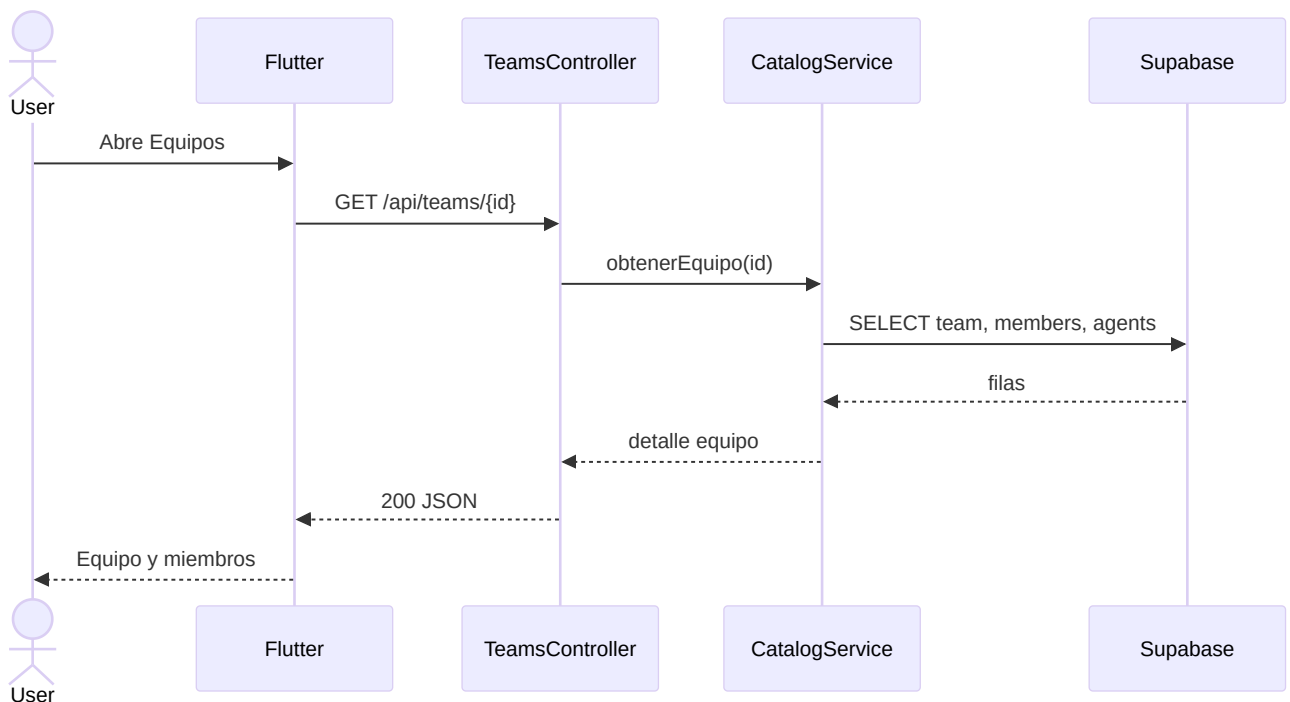 Flutter
TeamsController
CatalogService
Supabase
User
Abre Equipos
GET /api/teams/{id}
obtenerEquipo(id)
SELECT team, members, agents
filas
detalle equipo
200 JSON
Equipo y miembros
Flutter
TeamsController
CatalogService
Supabase
User